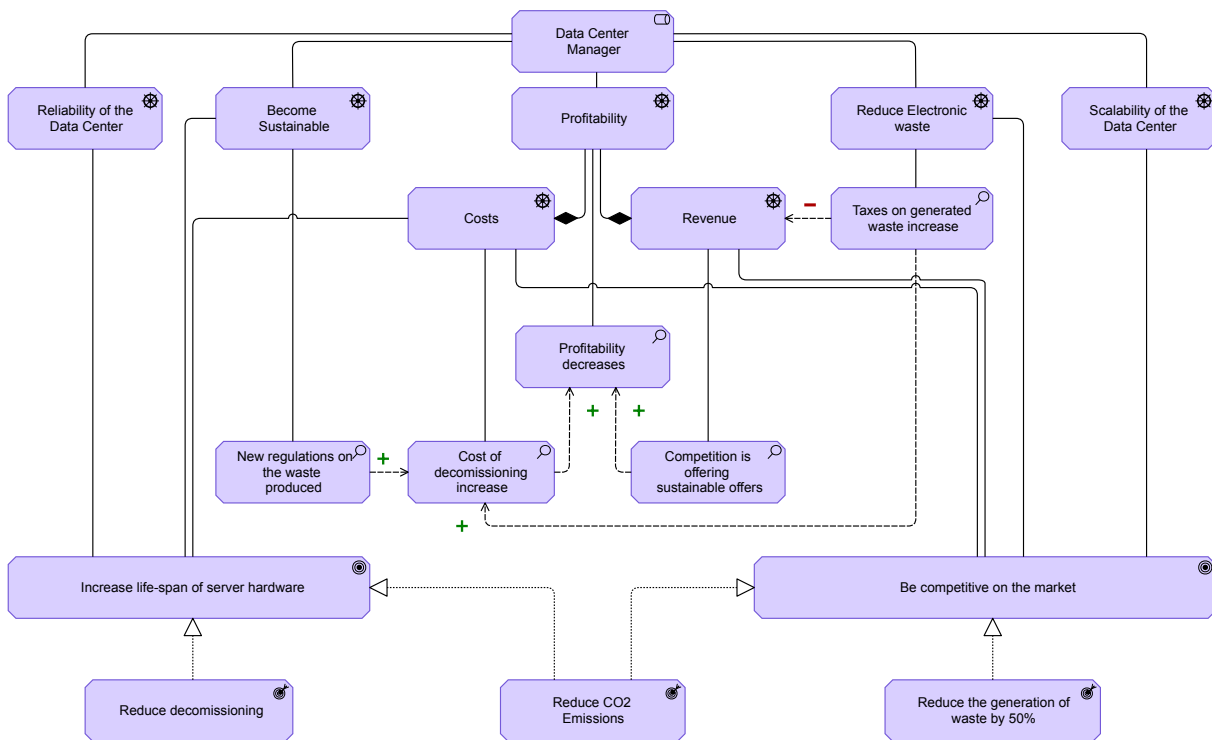 Data Center
Manager
Reliability of the
Data Center
Become
Sustainable
Profitability
Reduce Electronic
waste
Scalability of the
Data Center
Costs
Revenue
−
Taxes on generated
waste increase
Profitability
decreases
+
+
New regulations on
the waste
produced
+
Cost of
decomissioning
increase
Competition is
offering
sustainable offers
+
Increase life-span of server hardware
Be competitive on the market
Reduce decomissioning
Reduce CO2
Emissions
Reduce the generation of
waste by 50%